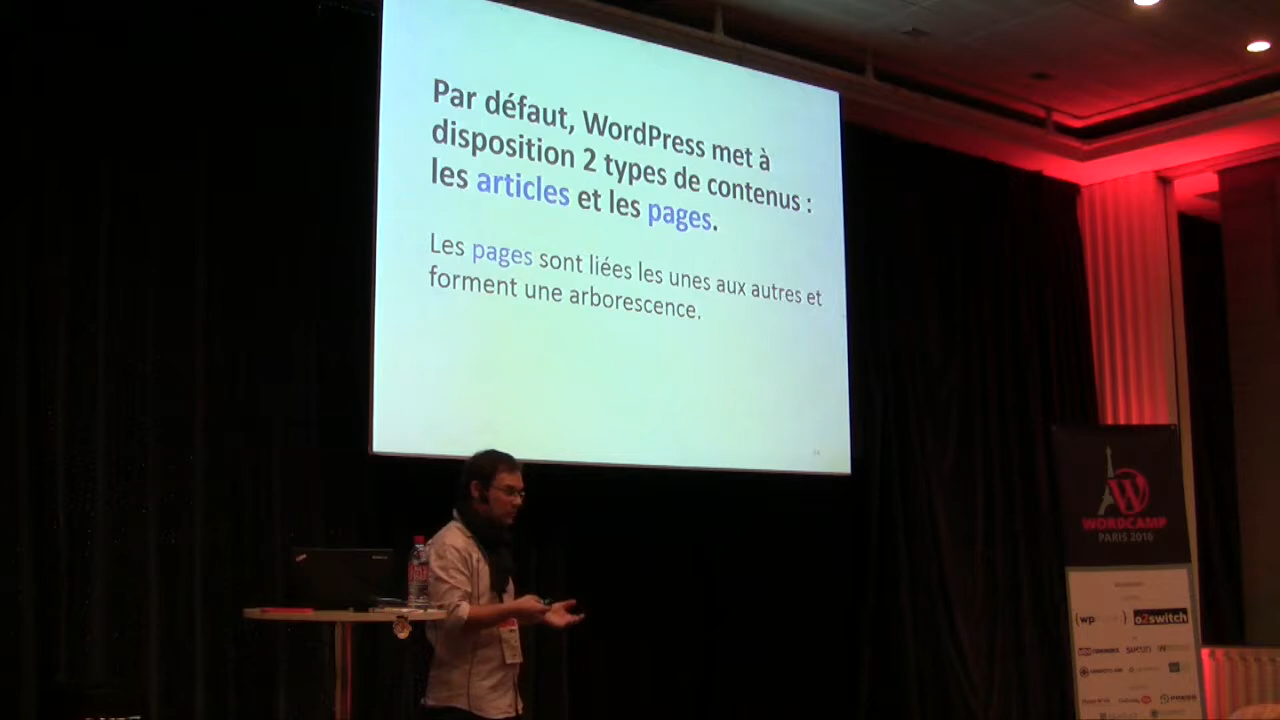 Par défaut, WordPress met à
disposition 2 types de contenus :
les articles et les pages.
Les pages sont liées les unes aux autres et
forment une arborescence.
WORDCAMP
PARIS 2016
(wp )
o2switch